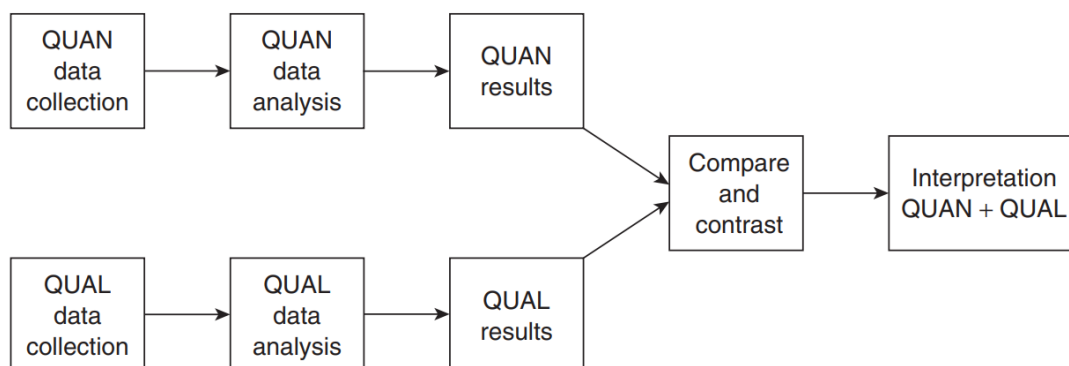 QUAN
data
collection
QUAN
data
analysis
QUAN
results
Compare
and
contrast
Interpretation
QUAN + QUAL
QUAL
data
collection
QUAL
data
analysis
QUAL
results